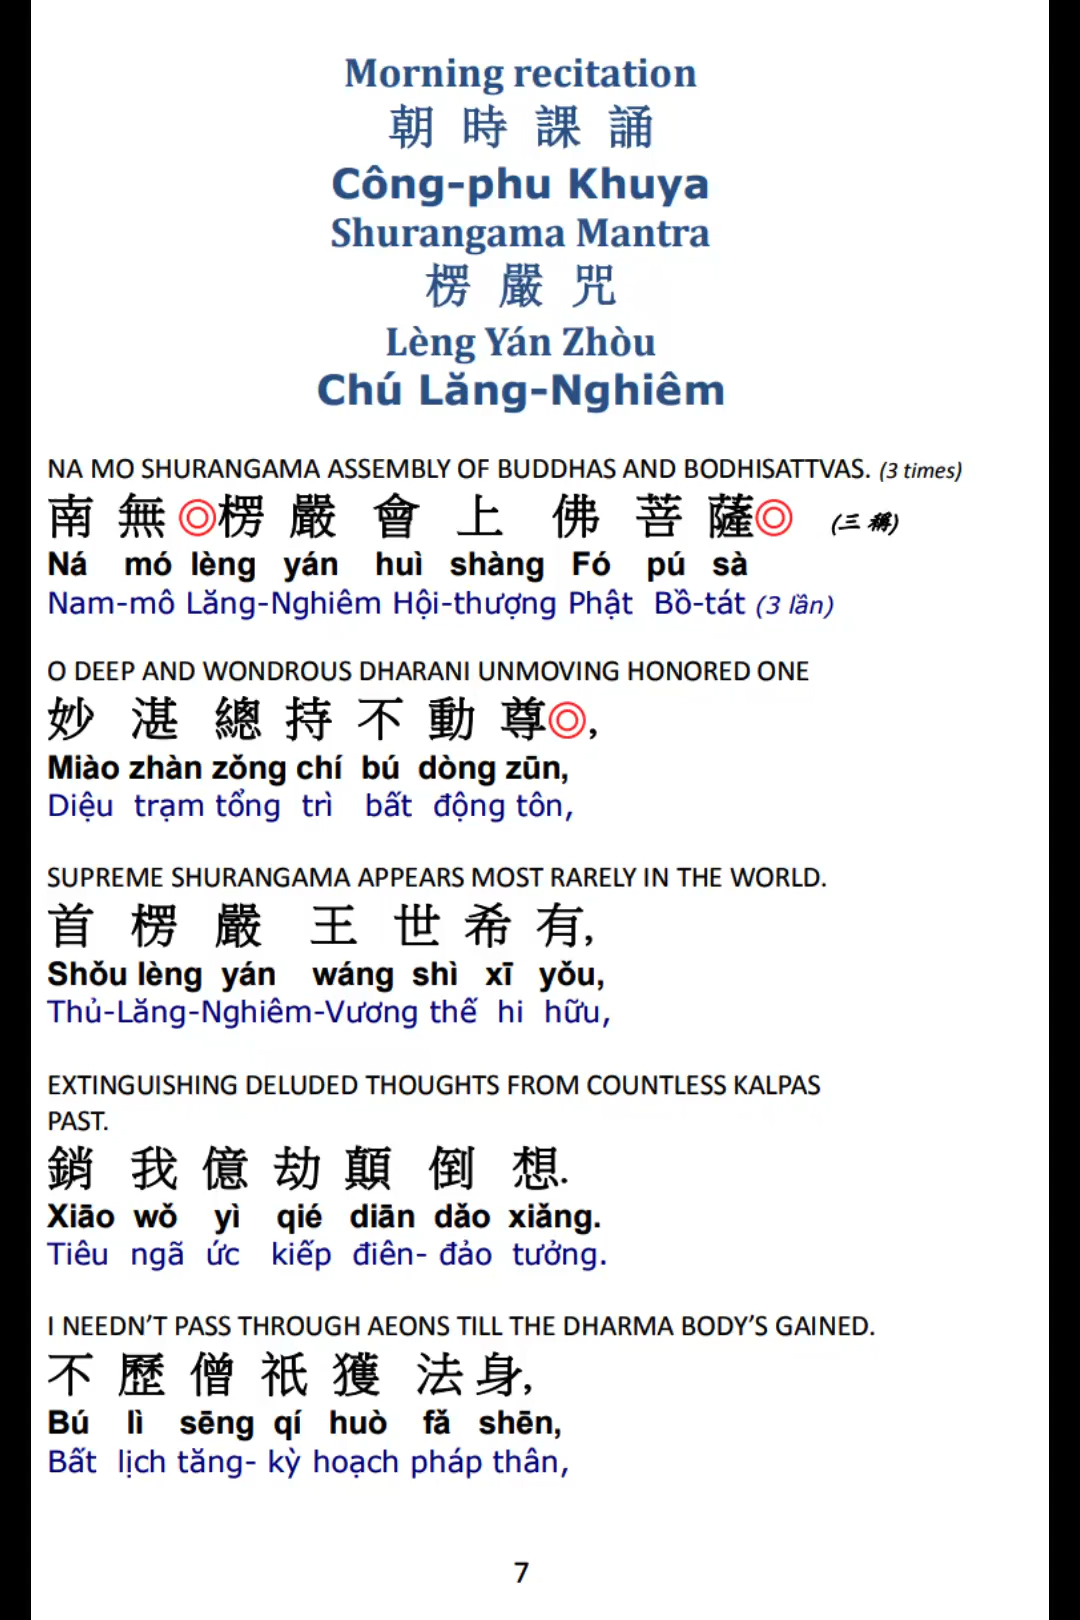 Morning recitation
朝 時 課 誦
Công-phu Khuya
Shurangama Mantra
楞 嚴 咒
Lèng Yán Zhòu
Chú Lăng-Nghiêm
NA MO SHURANGAMA ASSEMBLY OF BUDDHAS AND BODHISATTVAS. (3 times)
南 無 ◎楞 嚴 會 上 佛 菩 薩◎ (三 稱)
Ná mó lèng yán huì shàng Fó pú sà
Nam-mô Lăng-Nghiêm Hội-thượng Phật Bồ-tát (3 lần)
O DEEP AND WONDROUS DHARANI UNMOVING HONORED ONE
妙 湛 總 持 不 動 尊◎,
Miào zhàn zǒng chí bú dòng zūn,
Diệu trạm tổng trì bất động tôn,
SUPREME SHURANGAMA APPEARS MOST RARELY IN THE WORLD.
首 楞 嚴 王 世 希 有,
Shǒu lèng yán wáng shì xī yǒu,
Thủ-Lăng-Nghiêm-Vương thế hi hữu,
EXTINGUISHING DELUDED THOUGHTS FROM COUNTLESS KALPAS
PAST.
銷 我 億 劫 顛 倒 想.
Xiāo wǒ yì qié diān dǎo xiǎng.
Tiêu ngã ức kiếp điên- đảo tưởng.
I NEEDN'T PASS THROUGH AEONS TILL THE DHARMA BODY'S GAINED.
不 歷 僧 祇 獲 法 身,
Bú lì sēng qí huò fǎ shēn,
Bất lịch tăng- kỳ hoạch pháp thân,
7